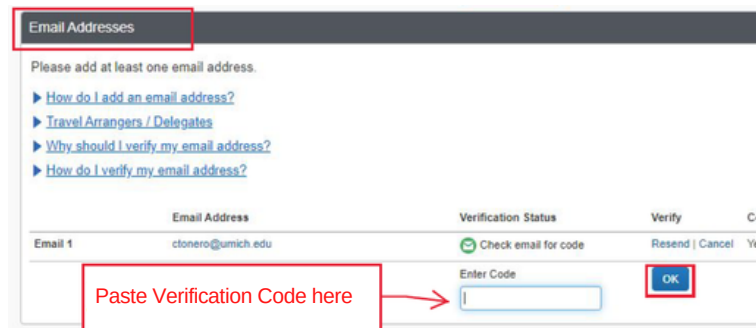 Email Addresses
Please add at least one email address.
How do I add an email address?
Travel Arrangers / Delegates
Why should I verify my email address?
How do I verify my email address?
Email Address Verification Status Verify
Email 1 ctonero@umich.edu Check email for code Resend | Cancel
Enter Code
Paste Verification Code here OK